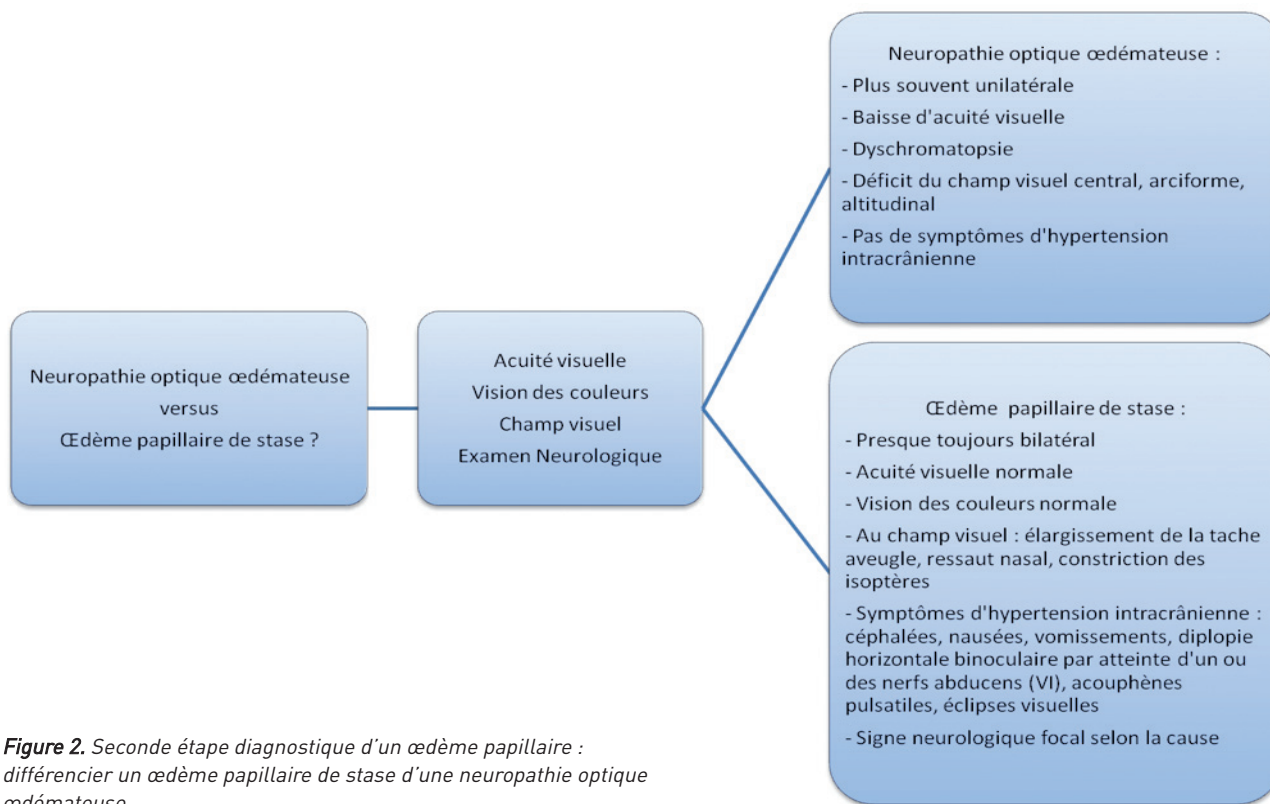 Neuropathie optique œdémateuse
versus
Œdème papillaire de stase ?
Acuité visuelle
Vision des couleurs
Champ visuel
Examen Neurologique
Neuropathie optique œdémateuse :
- Plus souvent unilatérale
- Baisse d'acuité visuelle
- Dyschromatopsie
- Déficit du champ visuel central, arciforme,
altitudinal
- Pas de symptômes d'hypertension
intracrânienne
Œdème papillaire de stase :
- Presque toujours bilatéral
- Acuité visuelle normale
- Vision des couleurs normale
- Au champ visuel : élargissement de la tache
aveugle, ressaut nasal, constriction des
isoptères
- Symptômes d'hypertension intracrânienne :
céphalées, nausées, vomissements, diplopie
horizontale binoculaire par atteinte d'un ou
des nerfs abducens (VI), acouphènes
pulsatiles, éclipses visuelles
- Signe neurologique focal selon la cause
Figure 2. Seconde étape diagnostique d’un œdème papillaire :
différencier un œdème papillaire de stase d’une neuropathie optique
œdémateuse